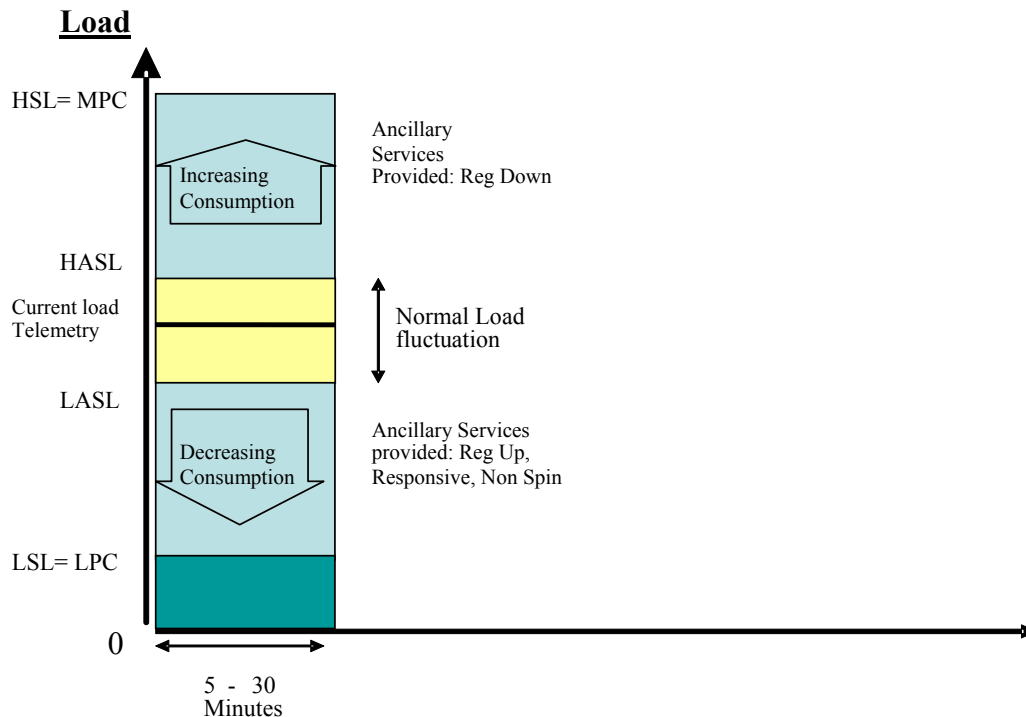 Load
HSL= MPC
Ancillary
Services
Provided: Reg Down
Increasing
Consumption
HASL
Current load
Telemetry
Normal Load
fluctuation
LASL
Ancillary Services
provided: Reg Up,
Responsive, Non Spin
Decreasing
Consumption
LSL= LPC
0
5 - 30
Minutes